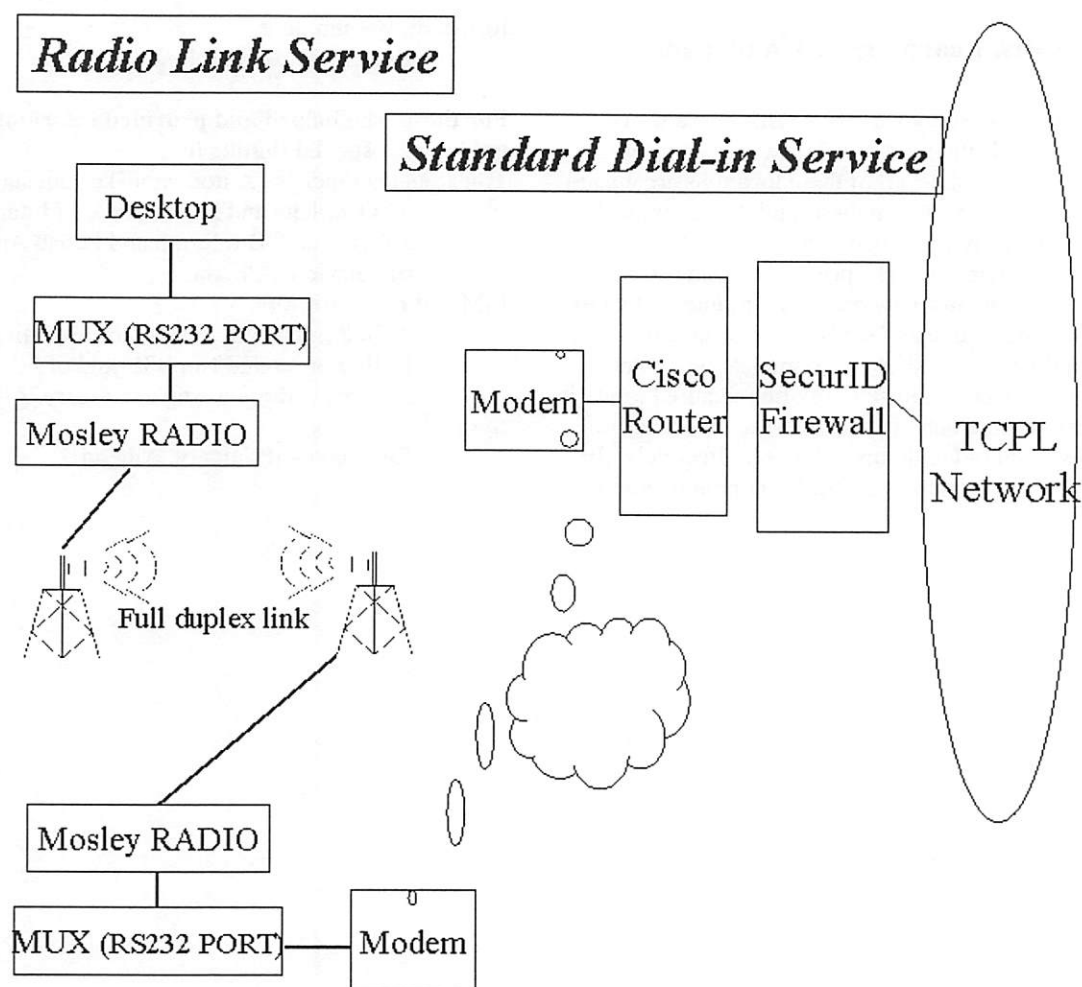 Radio Link Service
Standard Dial-in Service
Desktop
MUX (RS232 PORT)
Mosley RADIO
Full duplex link
Mosley RADIO
MUX (RS232 PORT)
Modem
Modem
Cisco
Router
SecurID
Firewall
TCPL
Network